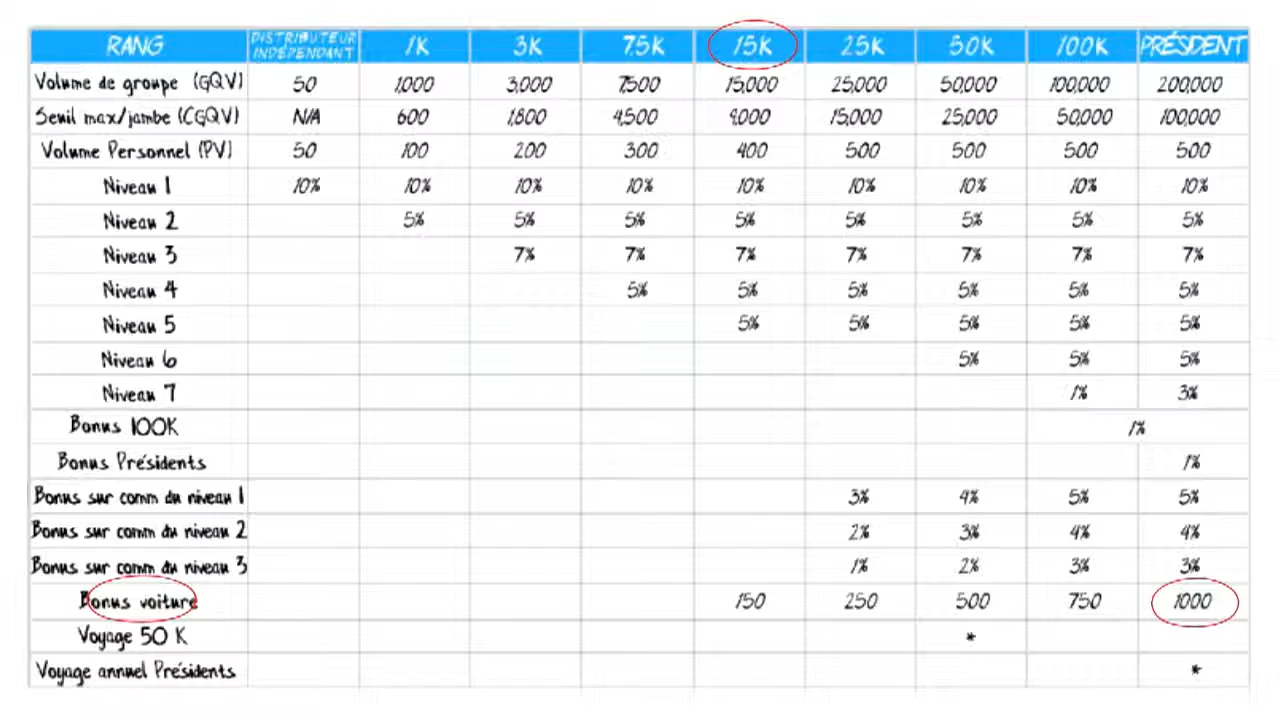 RANG DISTRIBUTEUR INDÉPENDANT 1K 3K 7.5K 15K 25K 50K 100K PRÉSDENT
Volume de groupe (GQV) 50 1,000 3,000 7,500 15,000 25,000 50,000 100,000 200,000
Seuil max/jambe (CGQV) N/A 600 1,800 4,500 9,000 15,000 25,000 50,000 100,000
Volume Personnel (PV) 50 100 200 300 400 500 500 500 500
Niveau 1 10% 10% 10% 10% 10% 10% 10% 10% 10%
Niveau 2 5% 5% 5% 5% 5% 5% 5% 5%
Niveau 3 7% 7% 7% 7% 7% 7% 7%
Niveau 4 5% 5% 5% 5% 5% 5%
Niveau 5 5% 5% 5% 5% 5%
Niveau 6 5% 5% 5%
Niveau 7 1% 3%
Bonus 100K 1%
Bonus Présidents 1%
Bonus sur comm du niveau 1 3% 4% 5% 5%
Bonus sur comm du niveau 2 2% 3% 4% 4%
Bonus sur comm du niveau 3 1% 2% 3% 3%
Bonus voiture 150 250 500 750 1000
Voyage 50 K *
Voyage annuel Présidents *